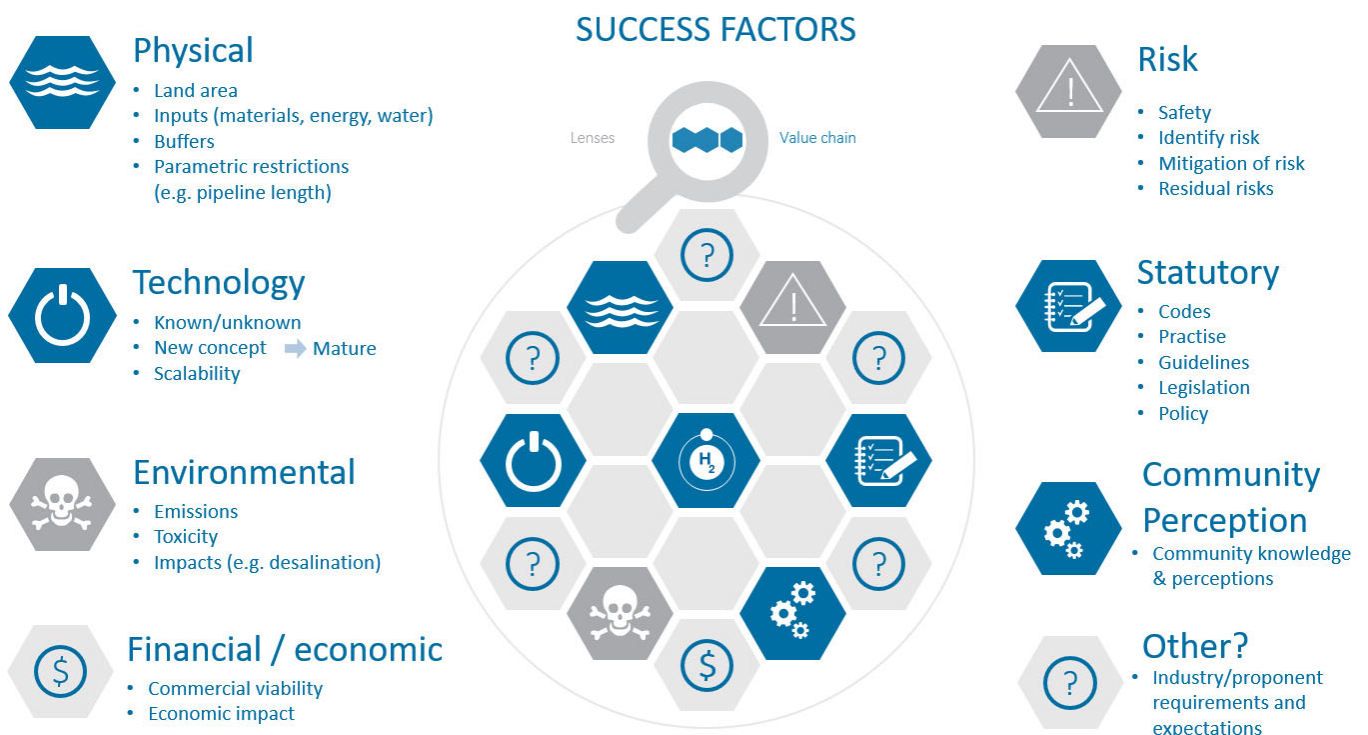 SUCCESS FACTORS
Physical
• Land area
• Inputs (materials, energy, water)
• Buffers
• Parametric restrictions
(e.g. pipeline length)
Technology
• Known/unknown
• New concept Mature
• Scalability
Environmental
• Emissions
• Toxicity
• Impacts (e.g. desalination)
Financial / economic
• Commercial viability
• Economic impact
Lenses
Value chain
?
!
?
?
H2
?
?
$
Risk
• Safety
• Identify risk
• Mitigation of risk
• Residual risks
Statutory
• Codes
• Practise
• Guidelines
• Legislation
• Policy
Community
Perception
• Community knowledge
& perceptions
Other?
• Industry/proponent
requirements and
expectations
!
$
?